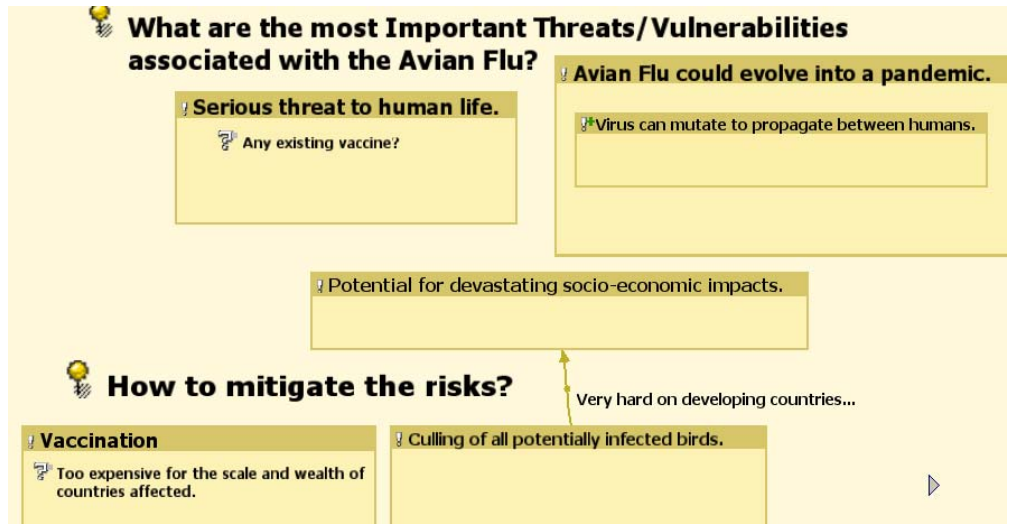 What are the most Important Threats/Vulnerabilities
associated with the Avian Flu?
Avian Flu could evolve into a pandemic.
Serious threat to human life.
Virus can mutate to propagate between humans.
Any existing vaccine?
Potential for devastating socio-economic impacts.
How to mitigate the risks?
Very hard on developing countries...
Vaccination
Culling of all potentially infected birds.
Too expensive for the scale and wealth of
countries affected.